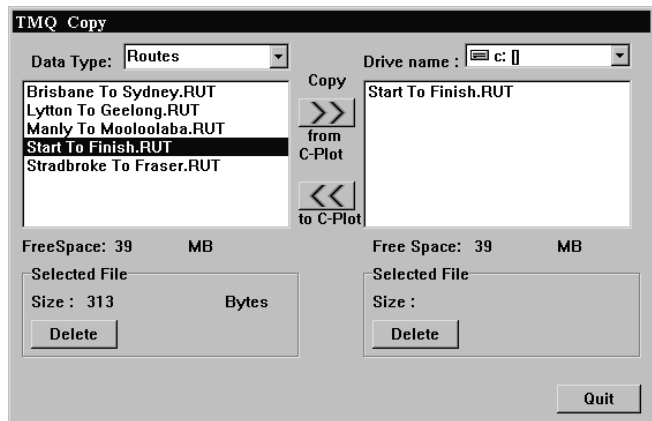 TMQ Copy
Data Type: Routes
Drive name : c: []
Brisbane To Sydney.RUT
Lytton To Geelong.RUT
Manly To Mooloolaba.RUT
Start To Finish.RUT
Stradbroke To Fraser.RUT
Copy
>>
from
C-Plot
<<
to C-Plot
Start To Finish.RUT
FreeSpace: 39 MB
Free Space: 39 MB
Selected File
Size : 313 Bytes
Delete
Selected File
Size :
Delete
Quit